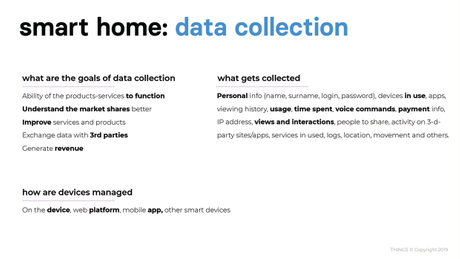 smart home: data collection
what are the goals of data collection
Ability of the products-services to function
Understand the market shares better
Improve services and products
Exchange data with 3rd parties
Generate revenue
what gets collected
Personal info (name, surname, login, password), devices in use, apps,
viewing history, usage, time spent, voice commands, payment info,
IP address, views and interactions, people to share, activity on 3-d-
party sites/apps, services in used, logs, location, movement and others.
how are devices managed
On the device, web platform, mobile app, other smart devices
THINGS © Copyright 2019